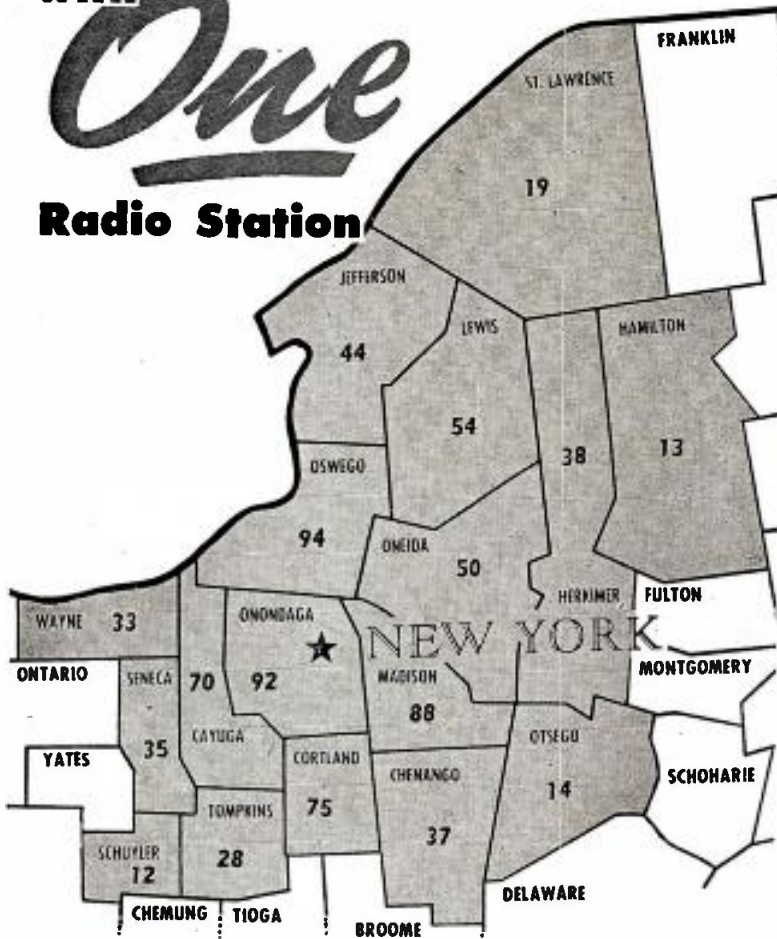 One
Radio Station
FRANKLIN
ST. LAWRENCE
19
JEFFERSON
44
LEWIS
54
HAMILTON
38
13
OSWEGO
94
ONEIDA
50
HERKIMER
FULTON
WAYNE 33
ONONDAGA
NEW YORK
MONTGOMERY
ONTARIO
SENECA
70
92
MADISON
88
CAYUGA
35
YATES
CORTLAND
75
CHENANGO
37
OTSEGO
14
SCHOHARIE
TOMPKINS
28
SCHUYLER
12
DELAWARE
CHEMUNG
TIOGA
BROOME